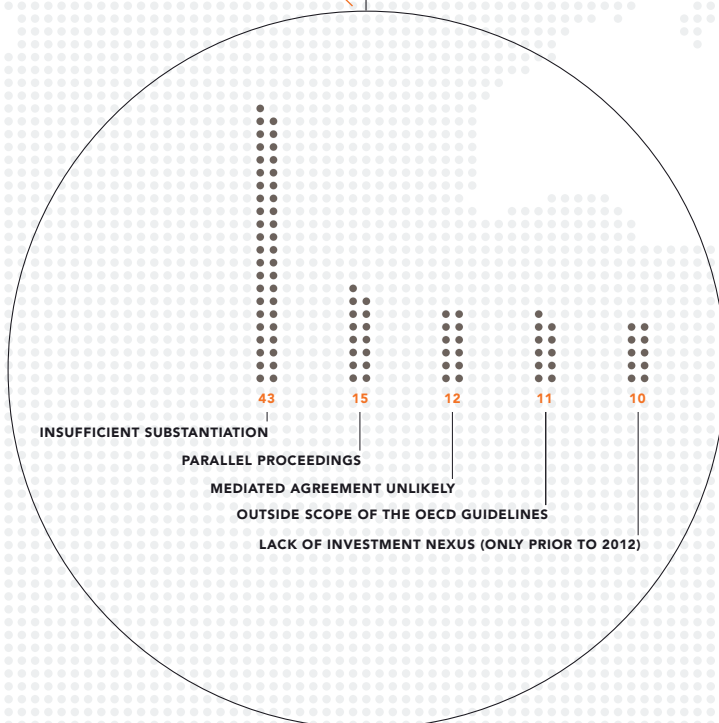 43 15 12 11 10
INSUFFICIENT SUBSTANTIATION
PARALLEL PROCEEDINGS
MEDIATED AGREEMENT UNLIKELY
OUTSIDE SCOPE OF THE OECD GUIDELINES
LACK OF INVESTMENT NEXUS (ONLY PRIOR TO 2012)